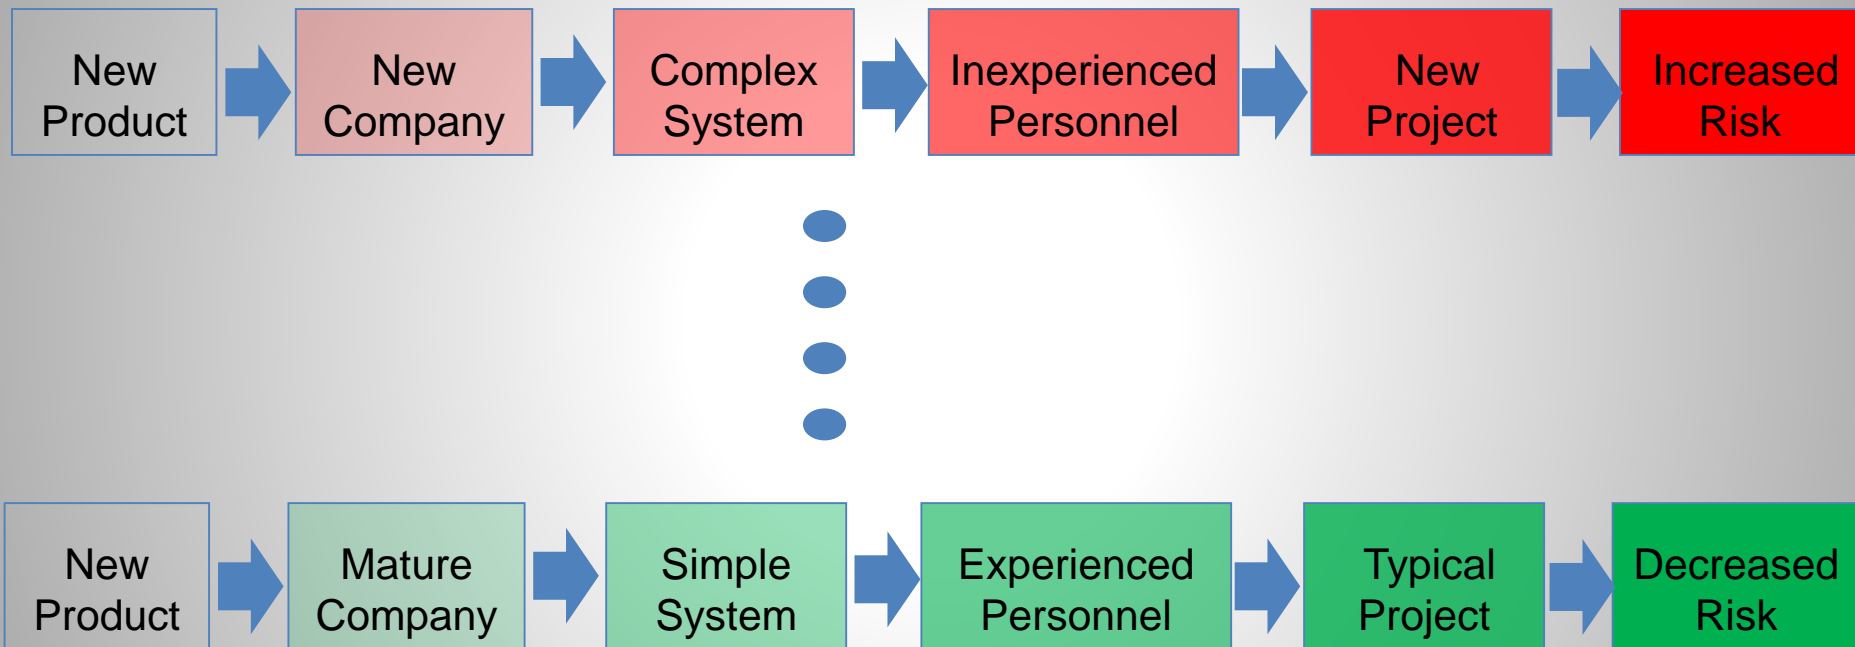 New
Product
New
Company
Complex
System
Inexperienced
Personnel
New
Project
Increased
Risk
New
Product
Mature
Company
Simple
System
Experienced
Personnel
Typical
Project
Decreased
Risk